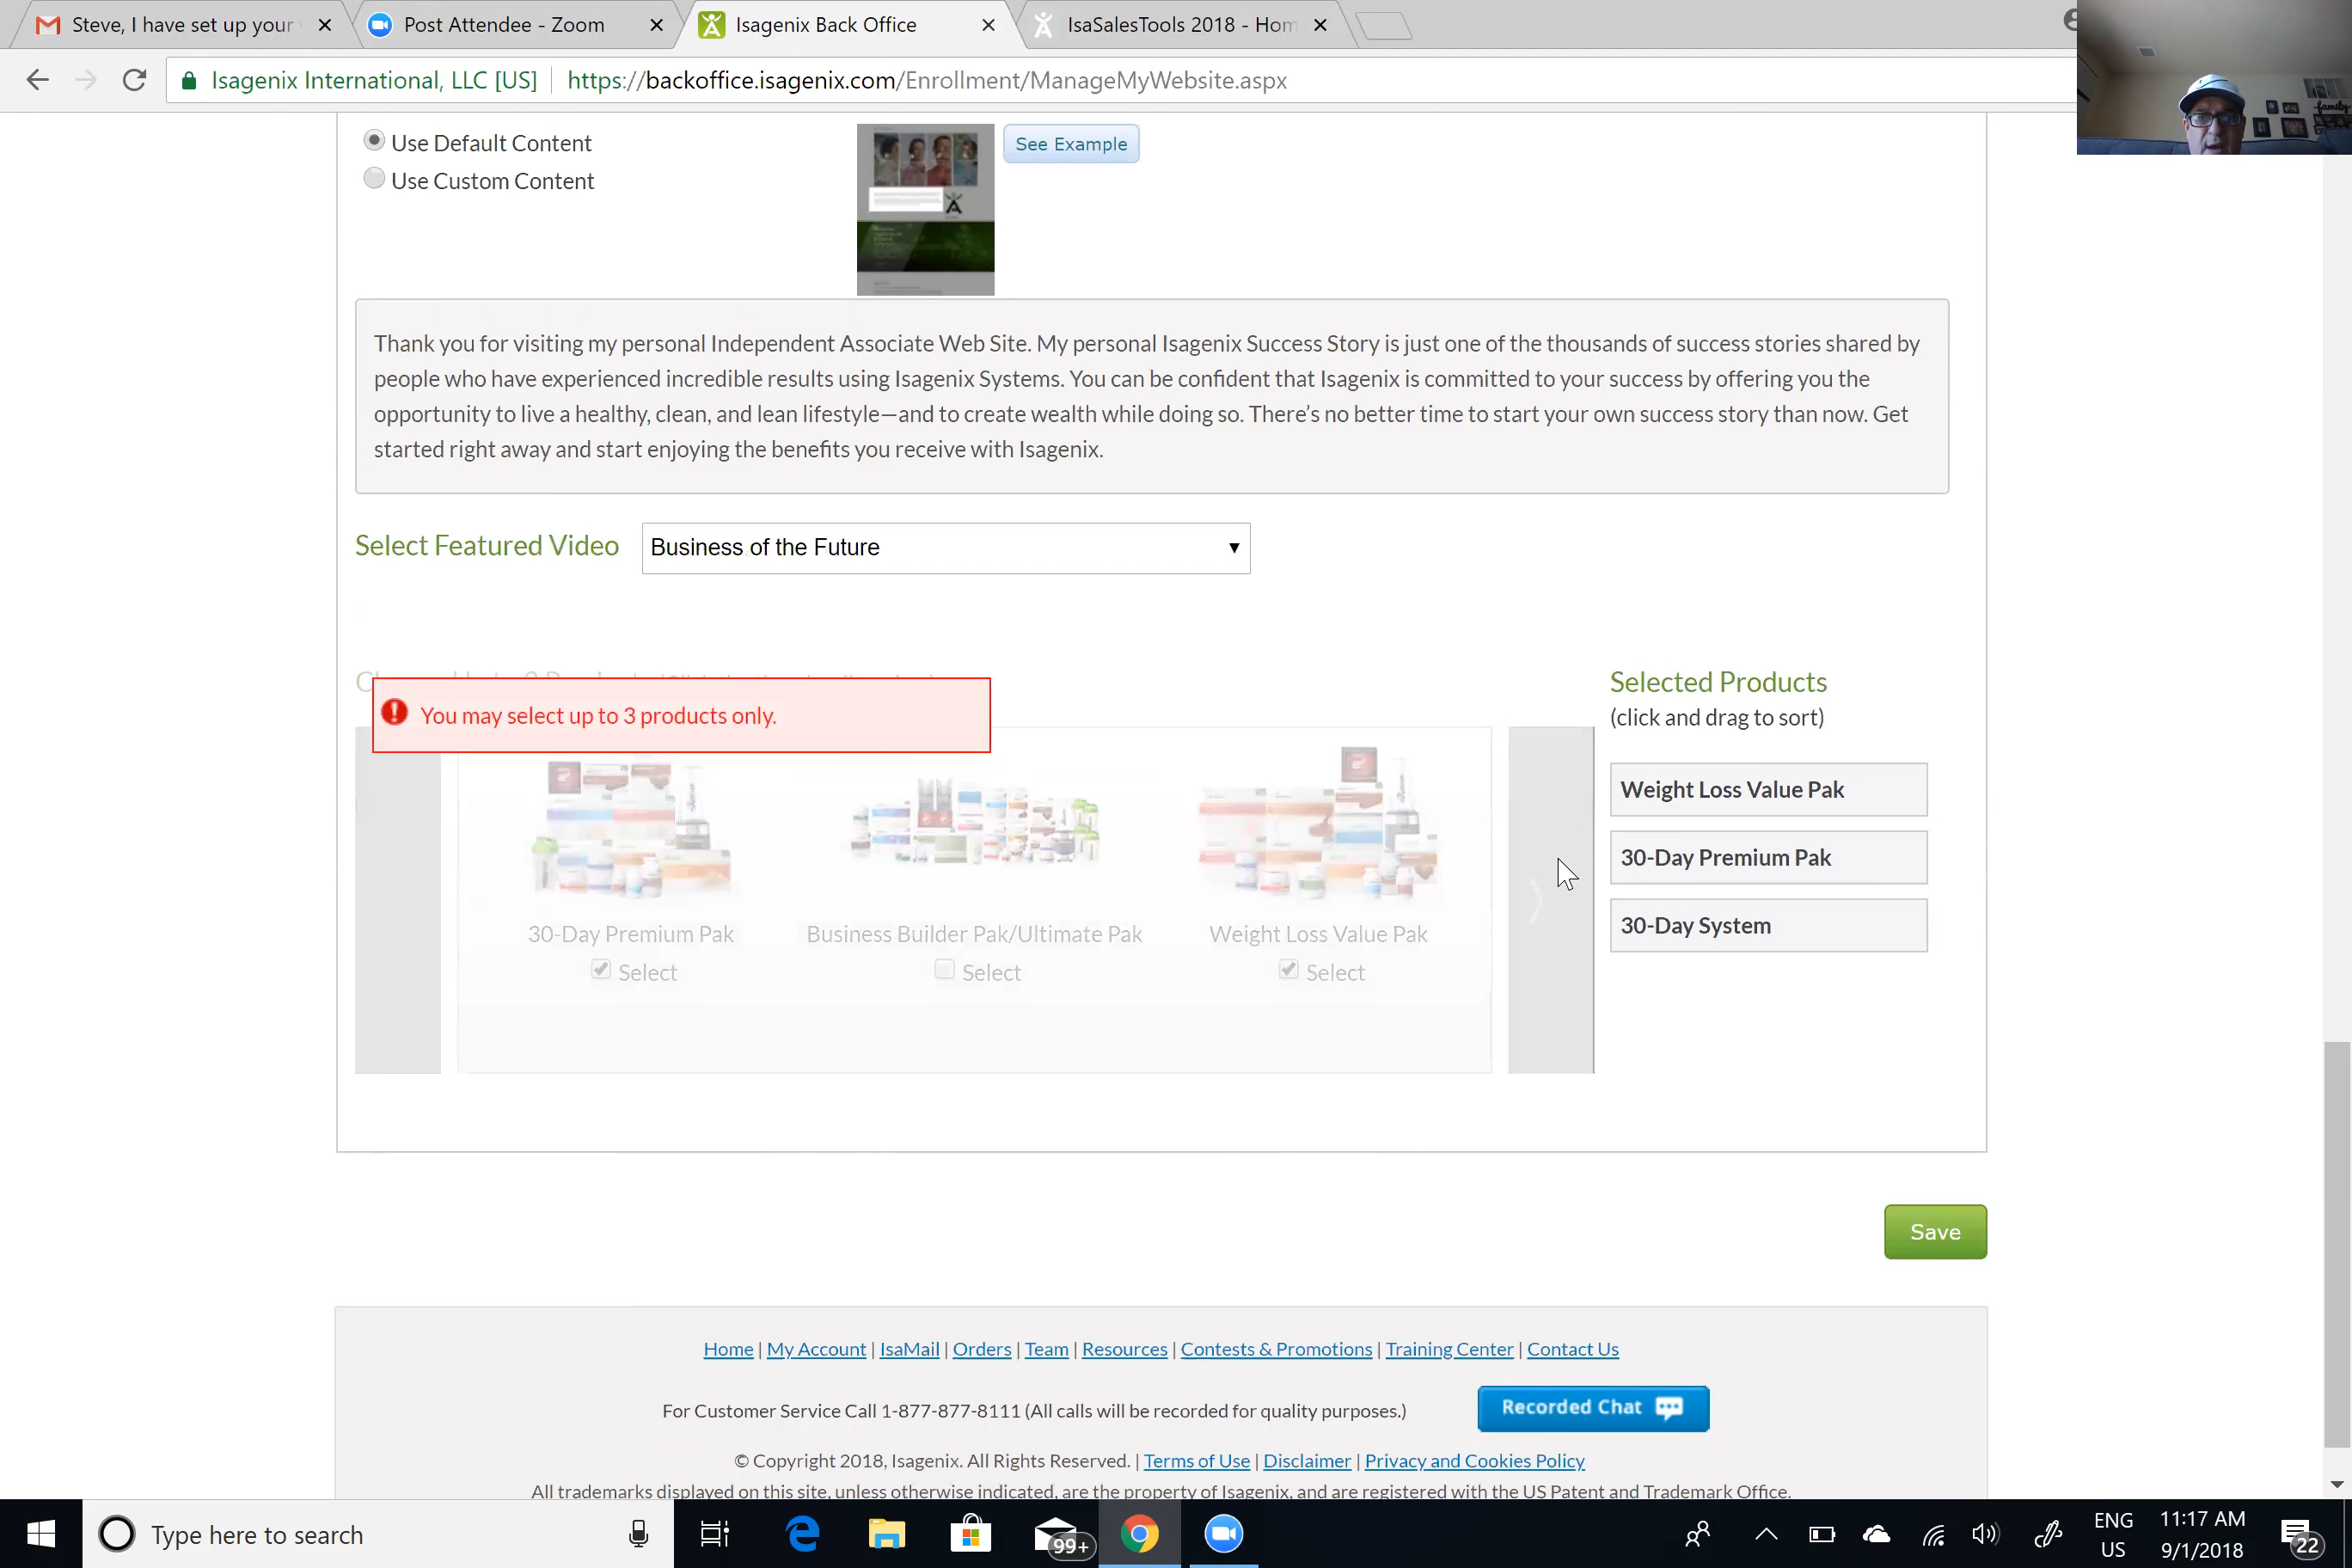 Steve, I have set up your
Post Attendee - Zoom
Isagenix Back Office
IsaSalesTools 2018 - Hom
Isagenix International, LLC [US]
https://backoffice.isagenix.com/Enrollment/ManageMyWebsite.aspx
family
Use Default Content
See Example
Use Custom Content
Thank you for visiting my personal Independent Associate Web Site. My personal Isagenix Success Story is just one of the thousands of success stories shared by
people who have experienced incredible results using Isagenix Systems. You can be confident that Isagenix is committed to your success by offering you the
opportunity to live a healthy, clean, and lean lifestyle—and to create wealth while doing so. There's no better time to start your own success story than now. Get
started right away and start enjoying the benefits you receive with Isagenix.
Select Featured Video
Business of the Future
You may select up to 3 products only.
Selected Products
(click and drag to sort)
Weight Loss Value Pak
30-Day Premium Pak
30-Day System
30-Day Premium Pak
Select
Business Builder Pak/Ultimate Pak
Select
Weight Loss Value Pak
Select
Save
Home | My Account | IsaMail | Orders | Team | Resources | Contests & Promotions | Training Center | Contact Us
For Customer Service Call 1-877-877-8111 (All calls will be recorded for quality purposes.)
Recorded Chat
© Copyright 2018, Isagenix. All Rights Reserved. | Terms of Use | Disclaimer | Privacy and Cookies Policy
All trademarks displayed on this site, unless otherwise indicated, are the property of Isagenix, and are registered with the US Patent and Trademark Office.
Type here to search
99+
ENG
US
11:17 AM
9/1/2018
22